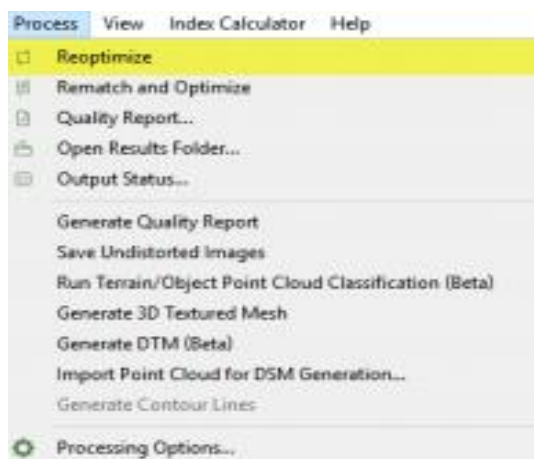 Process View Index Calculator Help
Reoptimize
Rematch and Optimize
Quality Report...
Open Results Folder...
Output Status...
Generate Quality Report
Save Undistorted Images
Run Terrain/Object Point Cloud Classification (Beta)
Generate 3D Textured Mesh
Generate DTM (Beta)
Import Point Cloud for DSM Generation...
Generate Contour Lines
Processing Options...